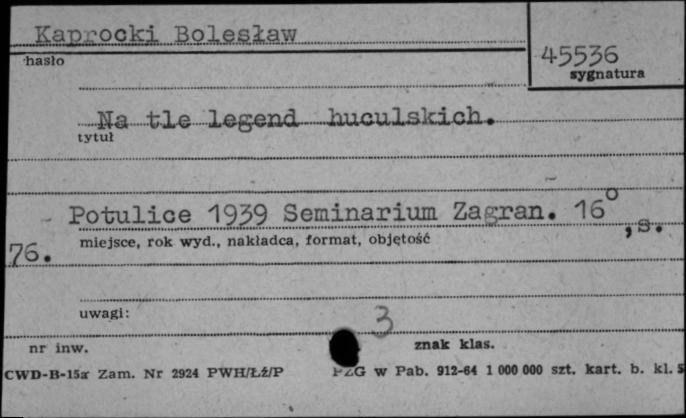 Kaprocki Bolesław
hasło
45536
sygnatura
Na tle legend huculskich.
tytuł
Potulice 1939 Seminarium Zagran. 16°, s.
76.
miejsce, rok wyd., nakładca, format, objętość
uwagi:
3
nr inw.
znak klas.
CWD-B-15a Zam. Nr 2924 PWH/Łż/P
PZG w Pab. 912-64 1 000 000 szt. kart. b. kl. 5